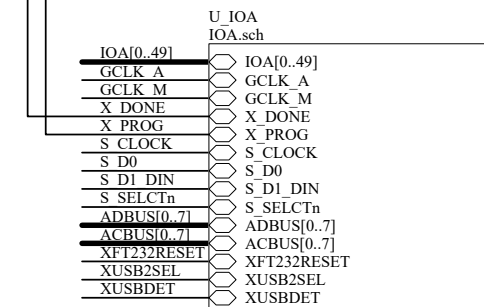 U_IOA
IOA.sch
IOA[0..49] IOA[0..49]
GCLK_A GCLK_A
GCLK_M GCLK_M
X_DONE X_DONE
X_PROG X_PROG
S_CLOCK S_CLOCK
S_D0 S_D0
S_D1_DIN S_D1_DIN
S_SELCTn S_SELCTn
ADBUS[0..7] ADBUS[0..7]
ACBUS[0..7] ACBUS[0..7]
XFT232RESET XFT232RESET
XUSB2SEL XUSB2SEL
XUSBDET XUSBDET